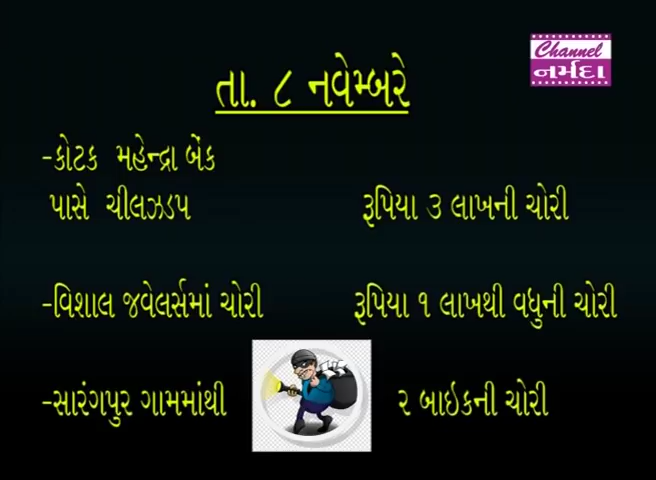 Channel
નર્મદા
તા. ૮ નવેમ્બરે
-કોટક મહેન્દ્રા બેંક
પાસે ચીલઝડપ રૂપિયા ૩ લાખની ચોરી
-વિશાલ જવેલર્સમાં ચોરી રૂપિયા ૧ લાખથી વધુની ચોરી
-સારંગપુર ગામમાંથી ૨ બાઇકની ચોરી